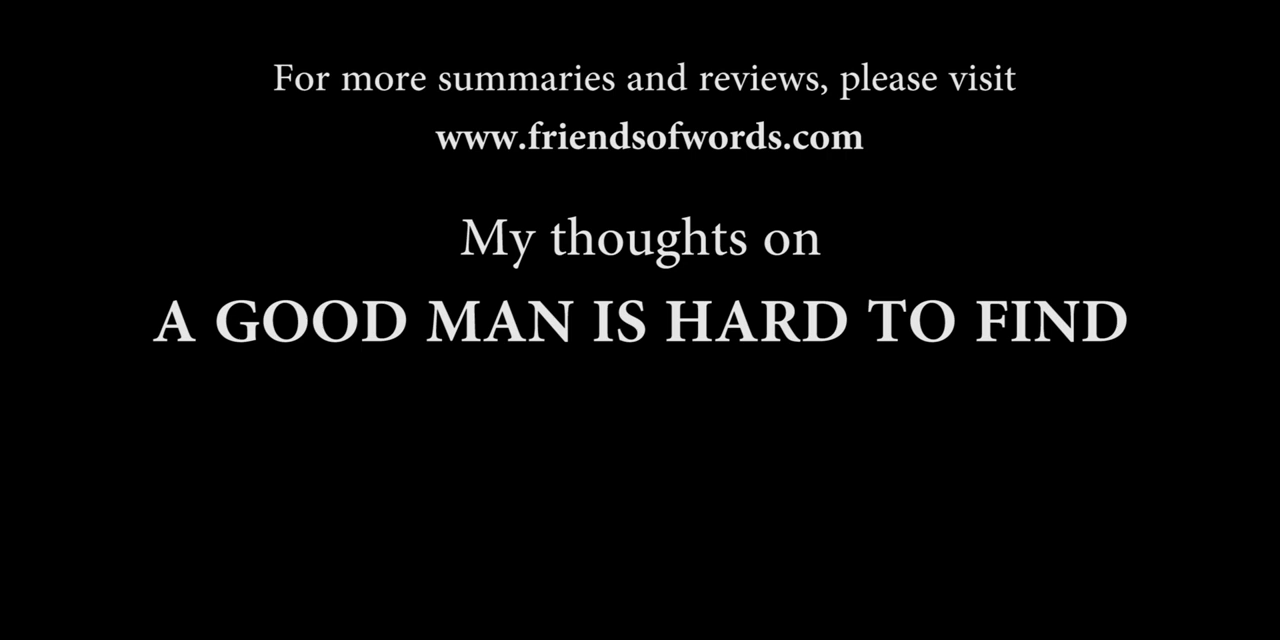 For more summaries and reviews, please visit
www.friendsofwords.com
My thoughts on
A GOOD MAN IS HARD TO FIND